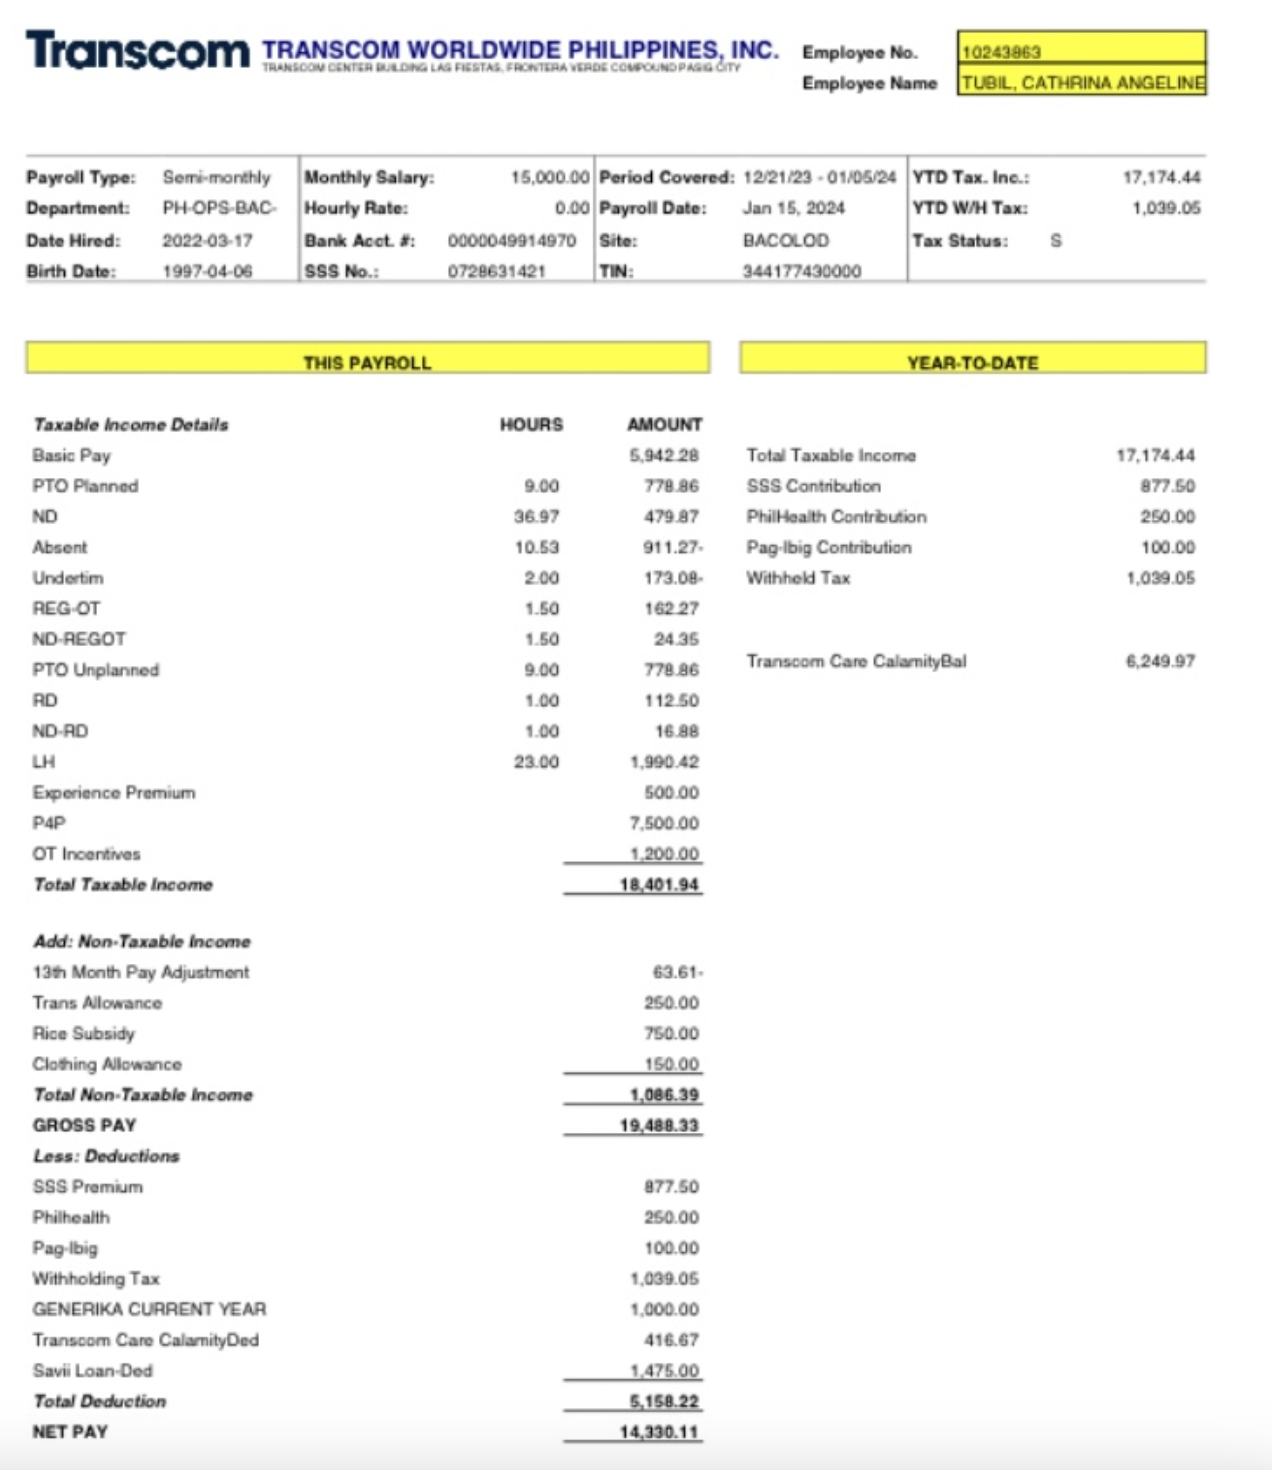 Transcom TRANSCOM WORLDWIDE PHILIPPINES, INC. Employee No. 10243863
TRANSCOM CENTER BUILDING LAS FIESTAS, FRONTERA VERDE COMPOUND PASIG CITY
Employee Name TUBIL, CATHRINA ANGELINE
Payroll Type: Semi-monthly Monthly Salary: 15,000.00 Period Covered: 12/21/23 - 01/05/24 YTD Tax. Inc.: 17,174.44
Department: PH-OPS-BAC- Hourly Rate: 0.00 Payroll Date: Jan 15, 2024 YTD W/H Tax: 1,039.05
Date Hired: 2022-03-17 Bank Acct. #: 0000049914970 Site: BACOLOD Tax Status: S
Birth Date: 1997-04-06 SSS No.: 0728631421 TIN: 344177430000
THIS PAYROLL YEAR-TO-DATE
Taxable Income Details HOURS AMOUNT
Basic Pay 5,942.28 Total Taxable Income 17,174.44
PTO Planned 9.00 778.86 SSS Contribution 877.50
ND 36.97 479.87 PhilHealth Contribution 250.00
Absent 10.53 911.27- Pag-Ibig Contribution 100.00
Undertim 2.00 173.08- Withheld Tax 1,039.05
REG-OT 1.50 162.27
ND-REGOT 1.50 24.35
PTO Unplanned 9.00 778.86 Transcom Care CalamityBal 6,249.97
RD 1.00 112.50
ND-RD 1.00 16.88
LH 23.00 1,990.42
Experience Premium 500.00
P4P 7,500.00
OT Incentives 1,200.00
Total Taxable Income 18,401.94
Add: Non-Taxable Income
13th Month Pay Adjustment 63.61-
Trans Allowance 250.00
Rice Subsidy 750.00
Clothing Allowance 150.00
Total Non-Taxable Income 1,086.39
GROSS PAY 19,488.33
Less: Deductions
SSS Premium 877.50
Philhealth 250.00
Pag-Ibig 100.00
Withholding Tax 1,039.05
GENERIKA CURRENT YEAR 1,000.00
Transcom Care CalamityDed 416.67
Savii Loan-Ded 1,475.00
Total Deduction 5,158.22
NET PAY 14,330.11